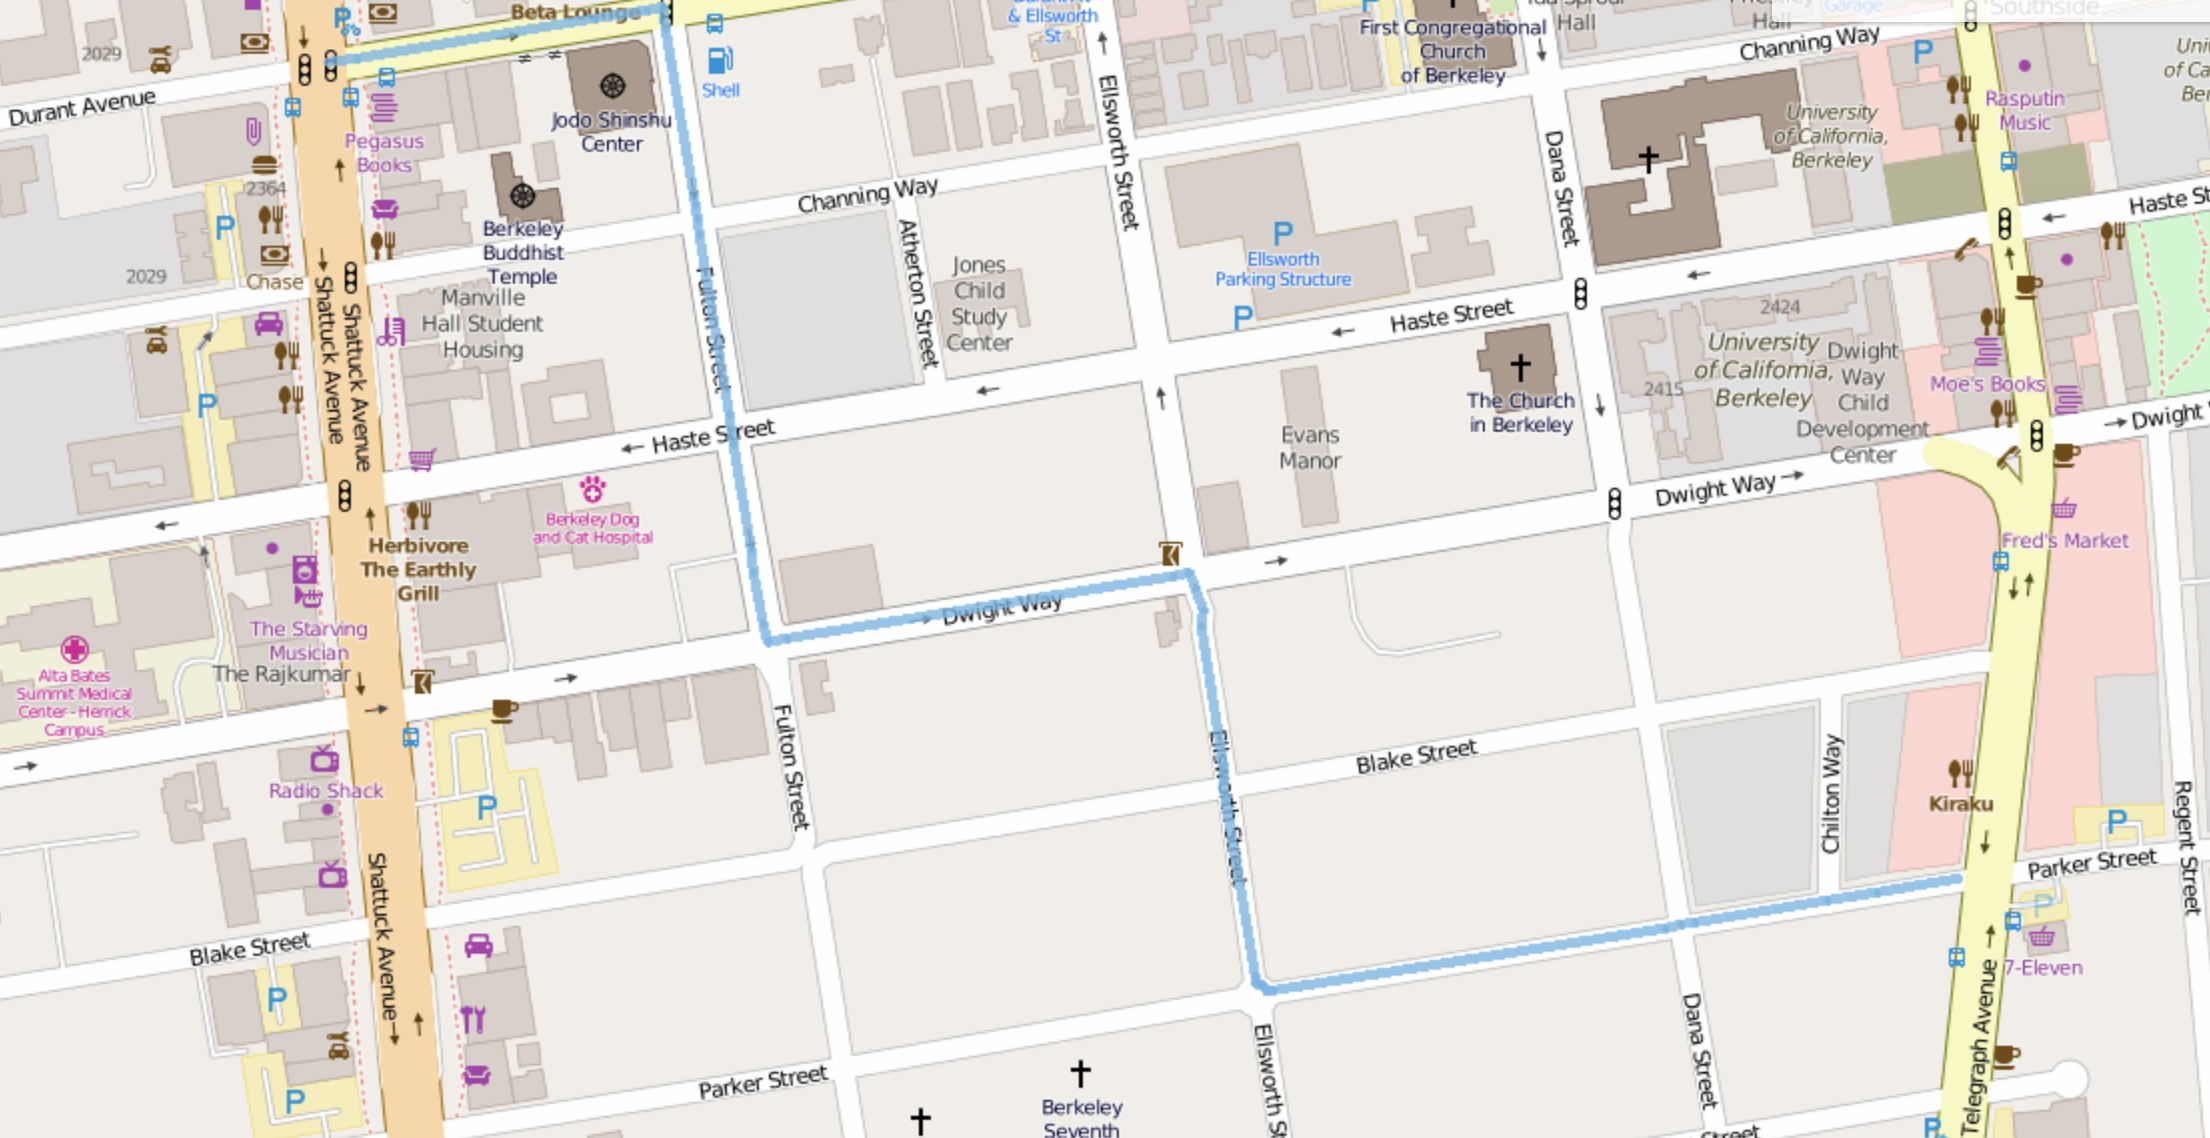 Beta Lounge
& Ellsworth
St
First Congregational
Church
of Berkeley
Hall
Hall
Garage
Southside
Channing Way
2029
Durant Avenue
Shell
Jodo Shinshu
Center
Pegasus
Books
Ellsworth Street
Dana Street
University
of California,
Berkeley
Rasputin
Music
2364
Channing Way
Haste St
Berkeley
Buddhist
Temple
Atherton Street
Ellsworth
Parking Structure
2029
Chase
Manville
Hall Student
Housing
Fulton Street
Jones
Child
Study
Center
Haste Street
2424
University
of California,
Berkeley
Dwight
Way
Child
Development
Center
2415
Moe's Books
Shattuck Avenue
Shattuck Avenue
The Church
in Berkeley
Dwight
Haste Street
Evans
Manor
Dwight Way
Berkeley Dog
and Cat Hospital
Herbivore
The Earthly
Grill
Fred's Market
Dwight Way
The Starving
Musician
The Rajkumar
Alta Bates
Summit Medical
Center - Herrick
Campus
Fulton Street
Ellsworth Street
Blake Street
Chilton Way
Radio Shack
Kiraku
Regent Street
Parker Street
Shattuck Avenue
Blake Street
7-Eleven
Telegraph Avenue
Dana Street
Ellsworth St
Parker Street
Berkeley
Seventh
Street